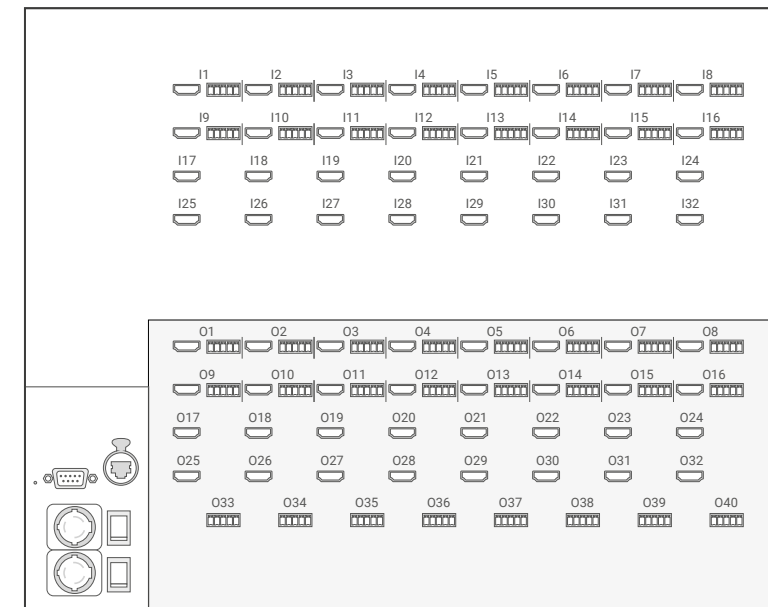 I1 I2 I3 I4 I5 I6 I7 I8
I9 I10 I11 I12 I13 I14 I15 I16
I17 I18 I19 I20 I21 I22 I23 I24
I25 I26 I27 I28 I29 I30 I31 I32
O1 O2 O3 O4 O5 O6 O7 O8
O9 O10 O11 O12 O13 O14 O15 O16
O17 O18 O19 O20 O21 O22 O23 O24
O25 O26 O27 O28 O29 O30 O31 O32
O33 O34 O35 O36 O37 O38 O39 O40